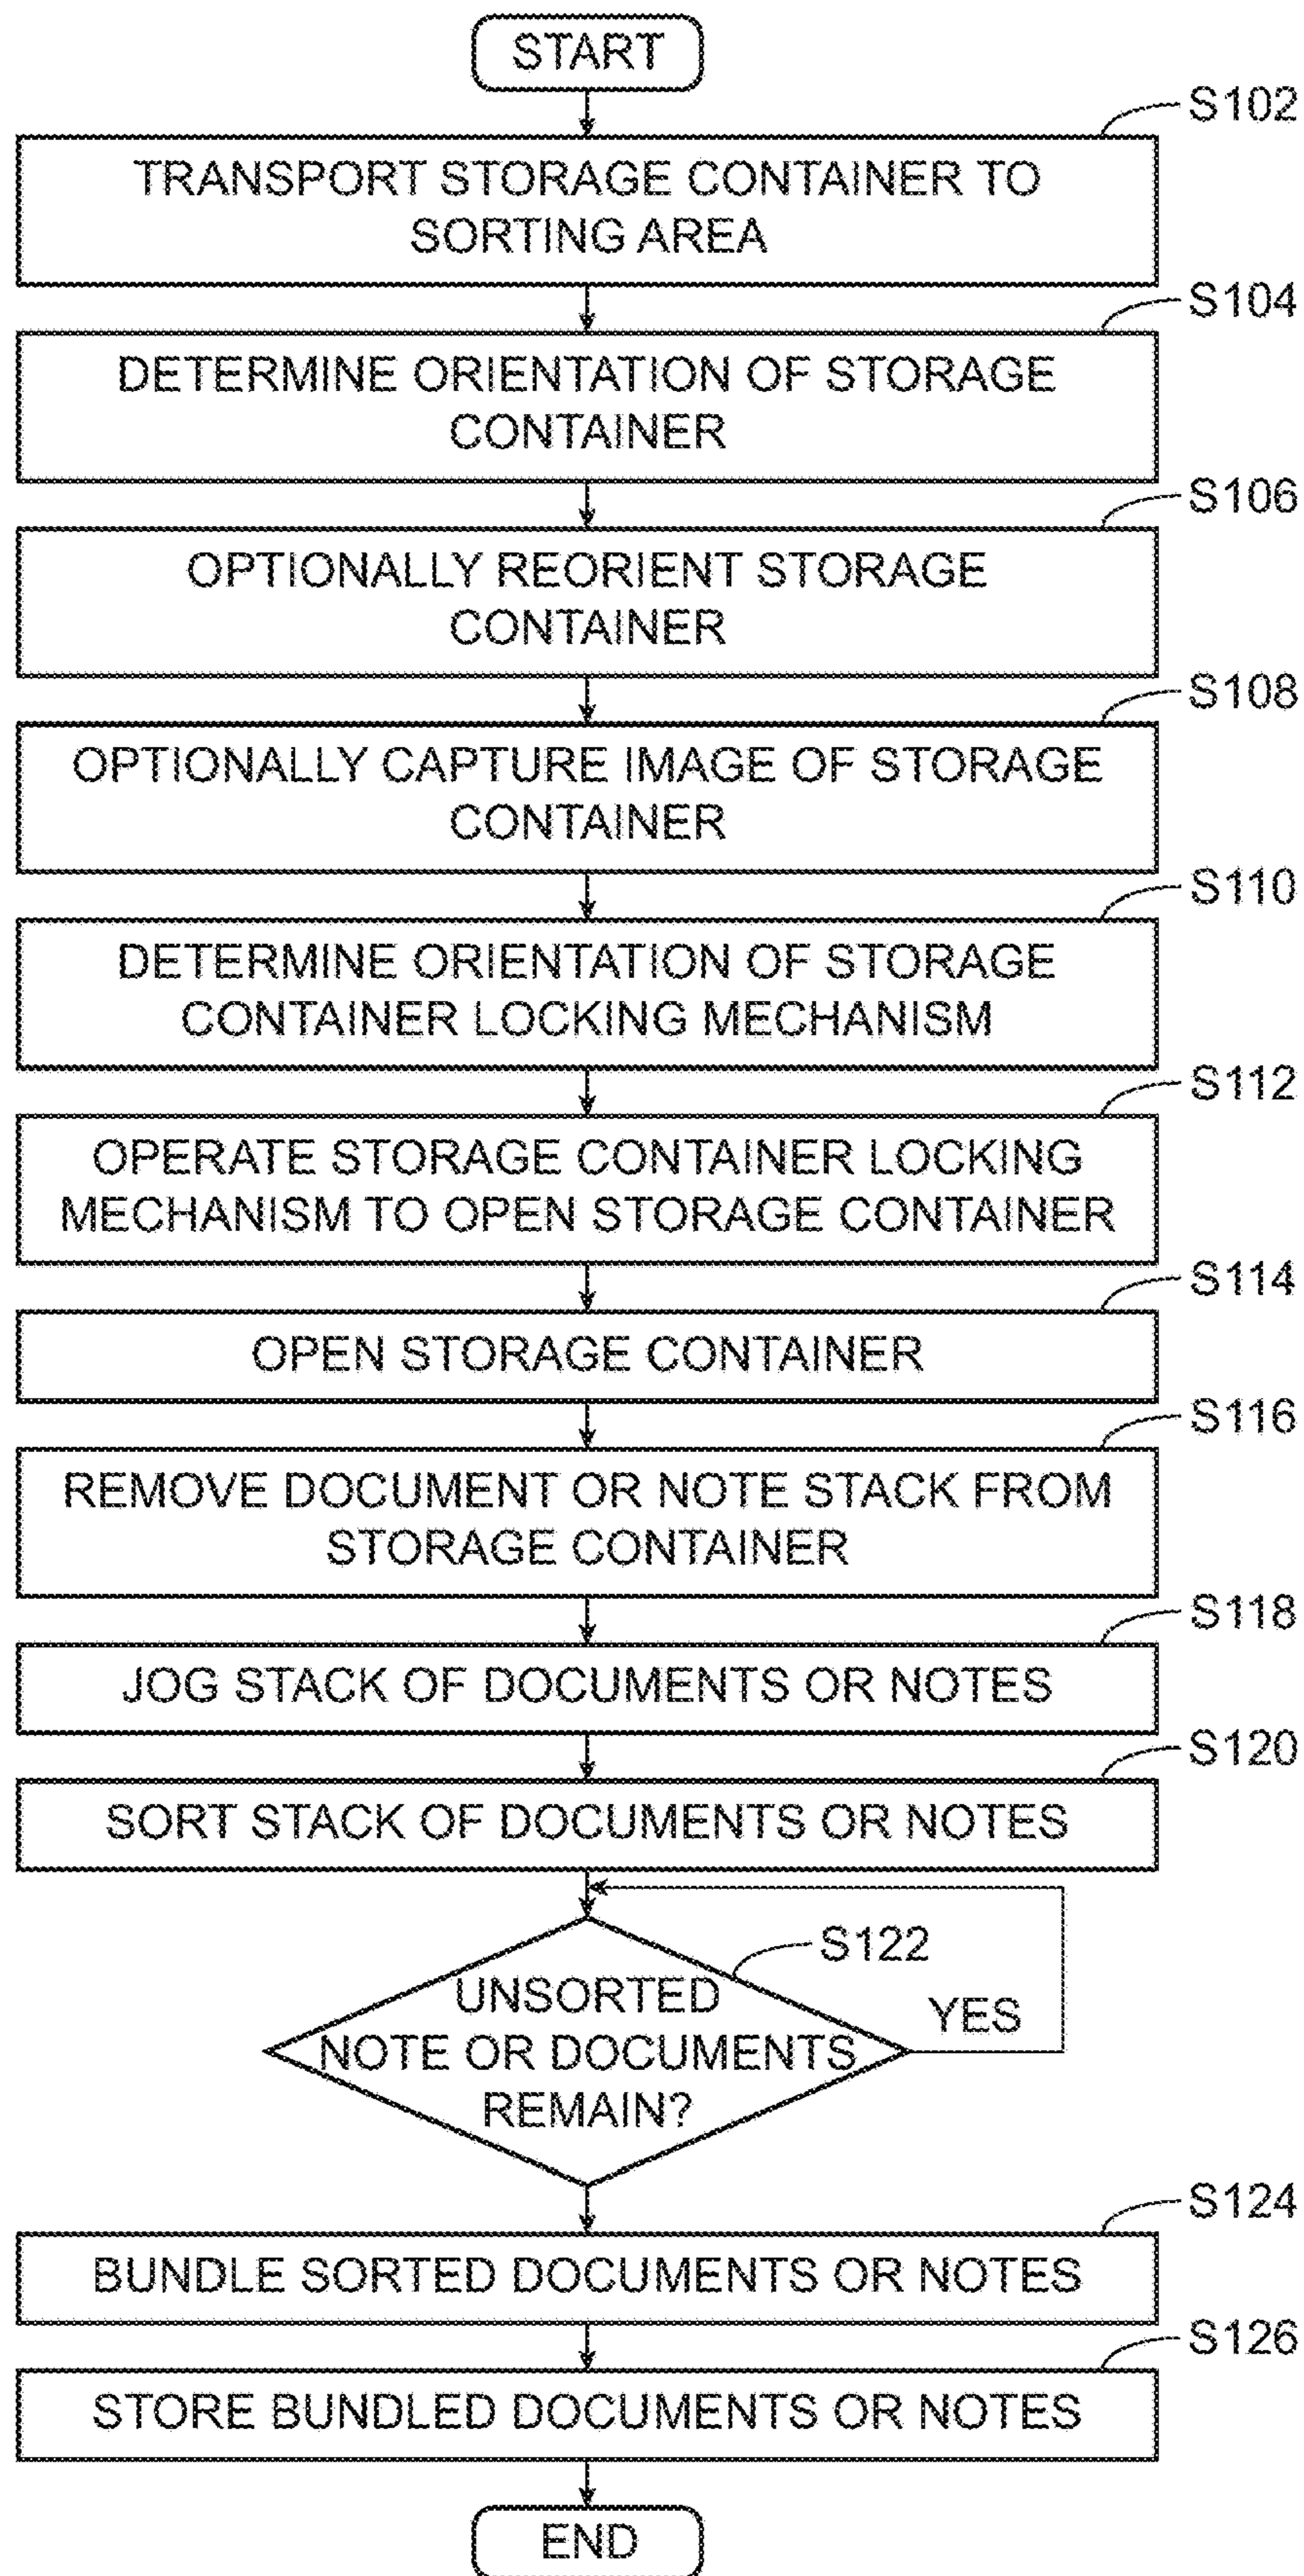 START
S102
TRANSPORT STORAGE CONTAINER TO
SORTING AREA
S104
DETERMINE ORIENTATION OF STORAGE
CONTAINER
S106
OPTIONALLY REORIENT STORAGE
CONTAINER
S108
OPTIONALLY CAPTURE IMAGE OF STORAGE
CONTAINER
S110
DETERMINE ORIENTATION OF STORAGE
CONTAINER LOCKING MECHANISM
S112
OPERATE STORAGE CONTAINER LOCKING
MECHANISM TO OPEN STORAGE CONTAINER
S114
OPEN STORAGE CONTAINER
S116
REMOVE DOCUMENT OR NOTE STACK FROM
STORAGE CONTAINER
S118
JOG STACK OF DOCUMENTS OR NOTES
S120
SORT STACK OF DOCUMENTS OR NOTES
S122
UNSORTED
NOTE OR DOCUMENTS
REMAIN?
YES
S124
BUNDLE SORTED DOCUMENTS OR NOTES
S126
STORE BUNDLED DOCUMENTS OR NOTES
END